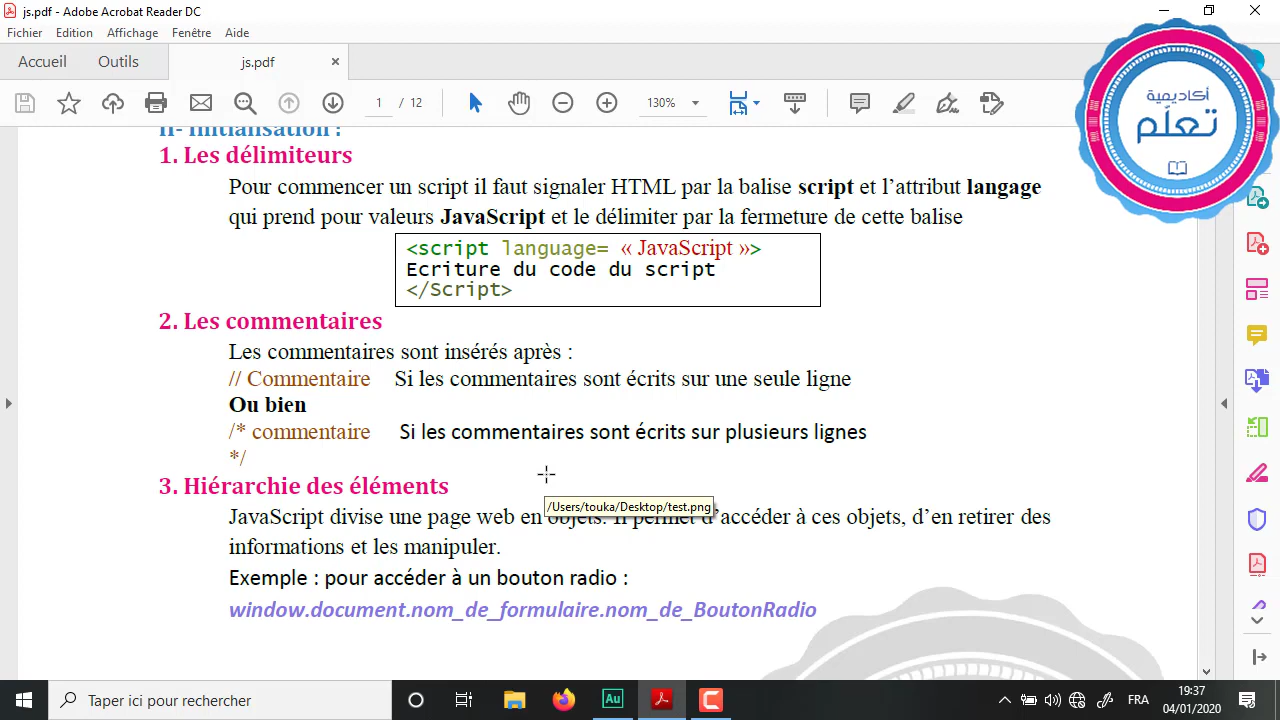 js.pdf - Adobe Acrobat Reader DC
Fichier Edition Affichage Fenêtre Aide
Accueil Outils js.pdf ×
1 / 12 130%
أكاديمية
تعلّم
II- Initialisation :
1. Les délimiteurs
Pour commencer un script il faut signaler HTML par la balise script et l’attribut langage
qui prend pour valeurs JavaScript et le délimiter par la fermeture de cette balise
<script language= « JavaScript »>
Ecriture du code du script
</Script>
2. Les commentaires
Les commentaires sont insérés après :
// Commentaire Si les commentaires sont écrits sur une seule ligne
Ou bien
/* commentaire Si les commentaires sont écrits sur plusieurs lignes
*/
3. Hiérarchie des éléments
/Users/touka/Desktop/test.png
JavaScript divise une page web en objets. Il permet d’accéder à ces objets, d’en retirer des
informations et les manipuler.
Exemple : pour accéder à un bouton radio :
window.document.nom_de_formulaire.nom_de_BoutonRadio
Taper ici pour rechercher
Au
FRA
19:37
04/01/2020